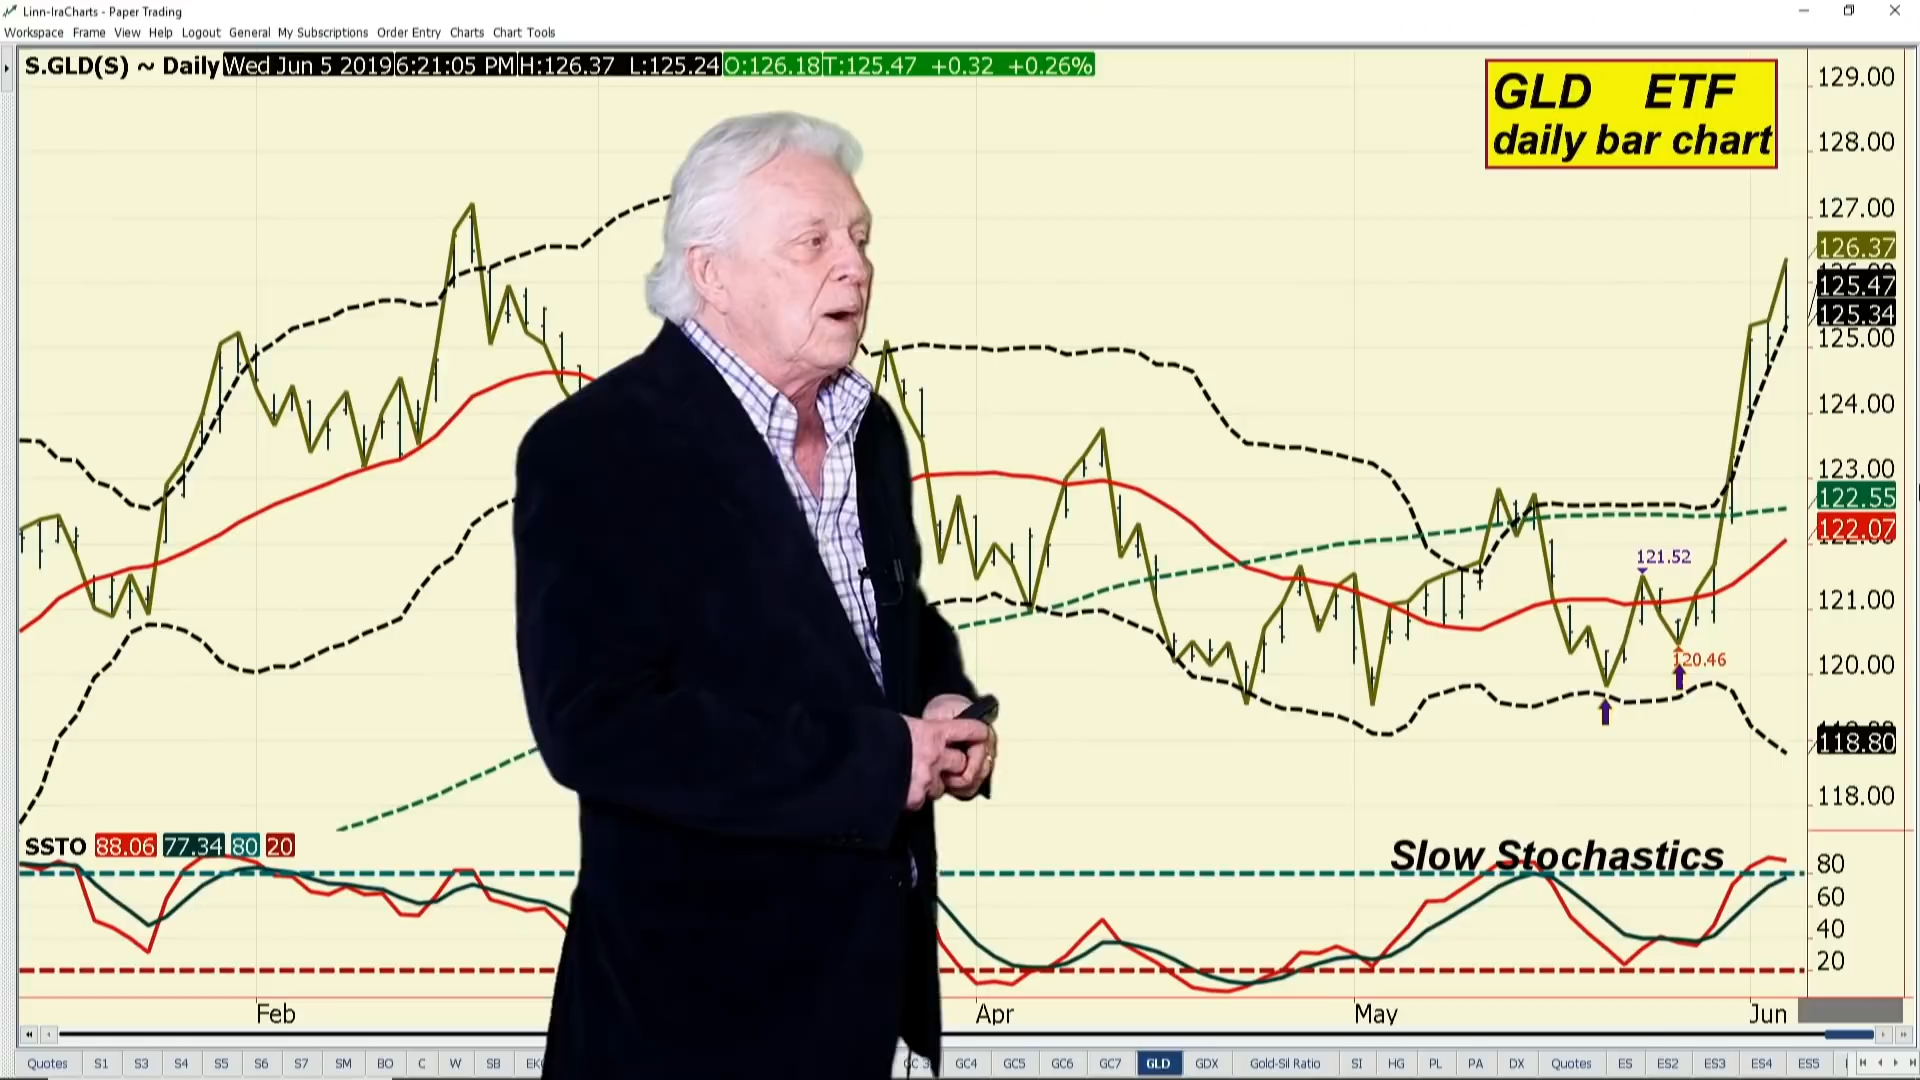 Linn-IraCharts - Paper Trading
Workspace Frame View Help Logout General My Subscriptions Order Entry Charts Chart Tools
S.GLD(S) ~ Daily Wed Jun 5 2019 6:21:05 PM H:126.37 L:125.24 O:126.18 T:125.47 +0.32 +0.26%
GLD ETF
daily bar chart
129.00
128.00
127.00
126.37
125.47
125.34
125.00
124.00
123.00
122.55
122.07
121.52
121.00
120.46
120.00
118.80
118.00
SSTO 88.06 77.34 80 20
Slow Stochastics
80
60
40
20
Feb Apr May Jun
Quotes S1 S3 S4 S5 S6 S7 SM BO C W SB GC4 GC5 GC6 GC7 GLD GDX Gold-Sil Ratio SI HG PL PA DX Quotes ES ES2 ES3 ES4 ES5